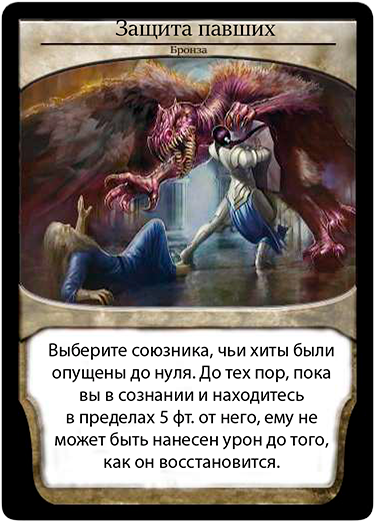 Защита павших
Бронза
Выберите союзника, чьи хиты были
опущены до нуля. До тех пор, пока
вы в сознании и находитесь
в пределах 5 фт. от него, ему не
может быть нанесен урон до того,
как он восстановится.